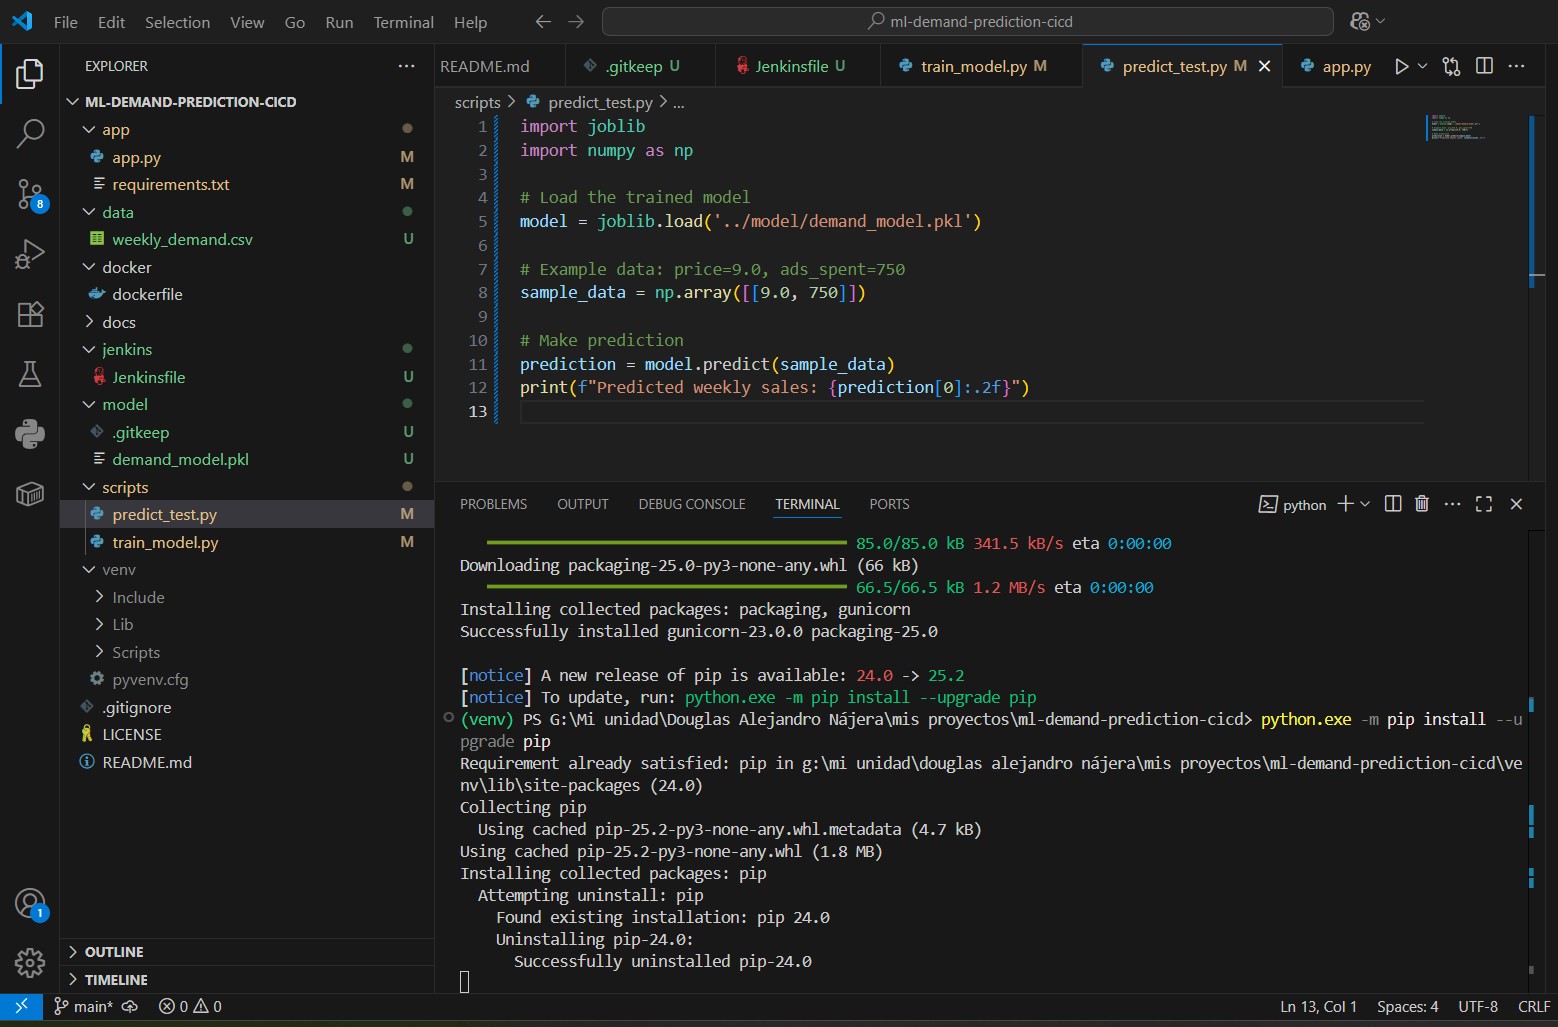 File Edit Selection View Go Run Terminal Help
ml-demand-prediction-cicd
EXPLORER
ML-DEMAND-PREDICTION-CICD
app
app.py M
requirements.txt M
data
weekly_demand.csv U
docker
dockerfile
docs
jenkins
Jenkinsfile U
model
.gitkeep U
demand_model.pkl U
scripts
predict_test.py M
train_model.py M
venv
Include
Lib
Scripts
pyvenv.cfg
.gitignore
LICENSE
README.md
OUTLINE
TIMELINE
8
1
README.md .gitkeep U Jenkinsfile U train_model.py M predict_test.py M app.py
scripts > predict_test.py > ...
1 import joblib
2 import numpy as np
3
4 # Load the trained model
5 model = joblib.load('../model/demand_model.pkl')
6
7 # Example data: price=9.0, ads_spent=750
8 sample_data = np.array([[9.0, 750]])
9
10 # Make prediction
11 prediction = model.predict(sample_data)
12 print(f"Predicted weekly sales: {prediction[0]:.2f}")
13
PROBLEMS OUTPUT DEBUG CONSOLE TERMINAL PORTS
python
85.0/85.0 kB 341.5 kB/s eta 0:00:00
Downloading packaging-25.0-py3-none-any.whl (66 kB)
66.5/66.5 kB 1.2 MB/s eta 0:00:00
Installing collected packages: packaging, gunicorn
Successfully installed gunicorn-23.0.0 packaging-25.0
[notice] A new release of pip is available: 24.0 -> 25.2
[notice] To update, run: python.exe -m pip install --upgrade pip
(venv) PS G:\Mi unidad\Douglas Alejandro Nájera\mis proyectos\ml-demand-prediction-cicd> python.exe -m pip install --u
pgrade pip
Requirement already satisfied: pip in g:\mi unidad\douglas alejandro nájera\mis proyectos\ml-demand-prediction-cicd\ve
nv\lib\site-packages (24.0)
Collecting pip
Using cached pip-25.2-py3-none-any.whl.metadata (4.7 kB)
Using cached pip-25.2-py3-none-any.whl (1.8 MB)
Installing collected packages: pip
Attempting uninstall: pip
Found existing installation: pip 24.0
Uninstalling pip-24.0:
Successfully uninstalled pip-24.0
main* 0 0 Ln 13, Col 1 Spaces: 4 UTF-8 CRLF